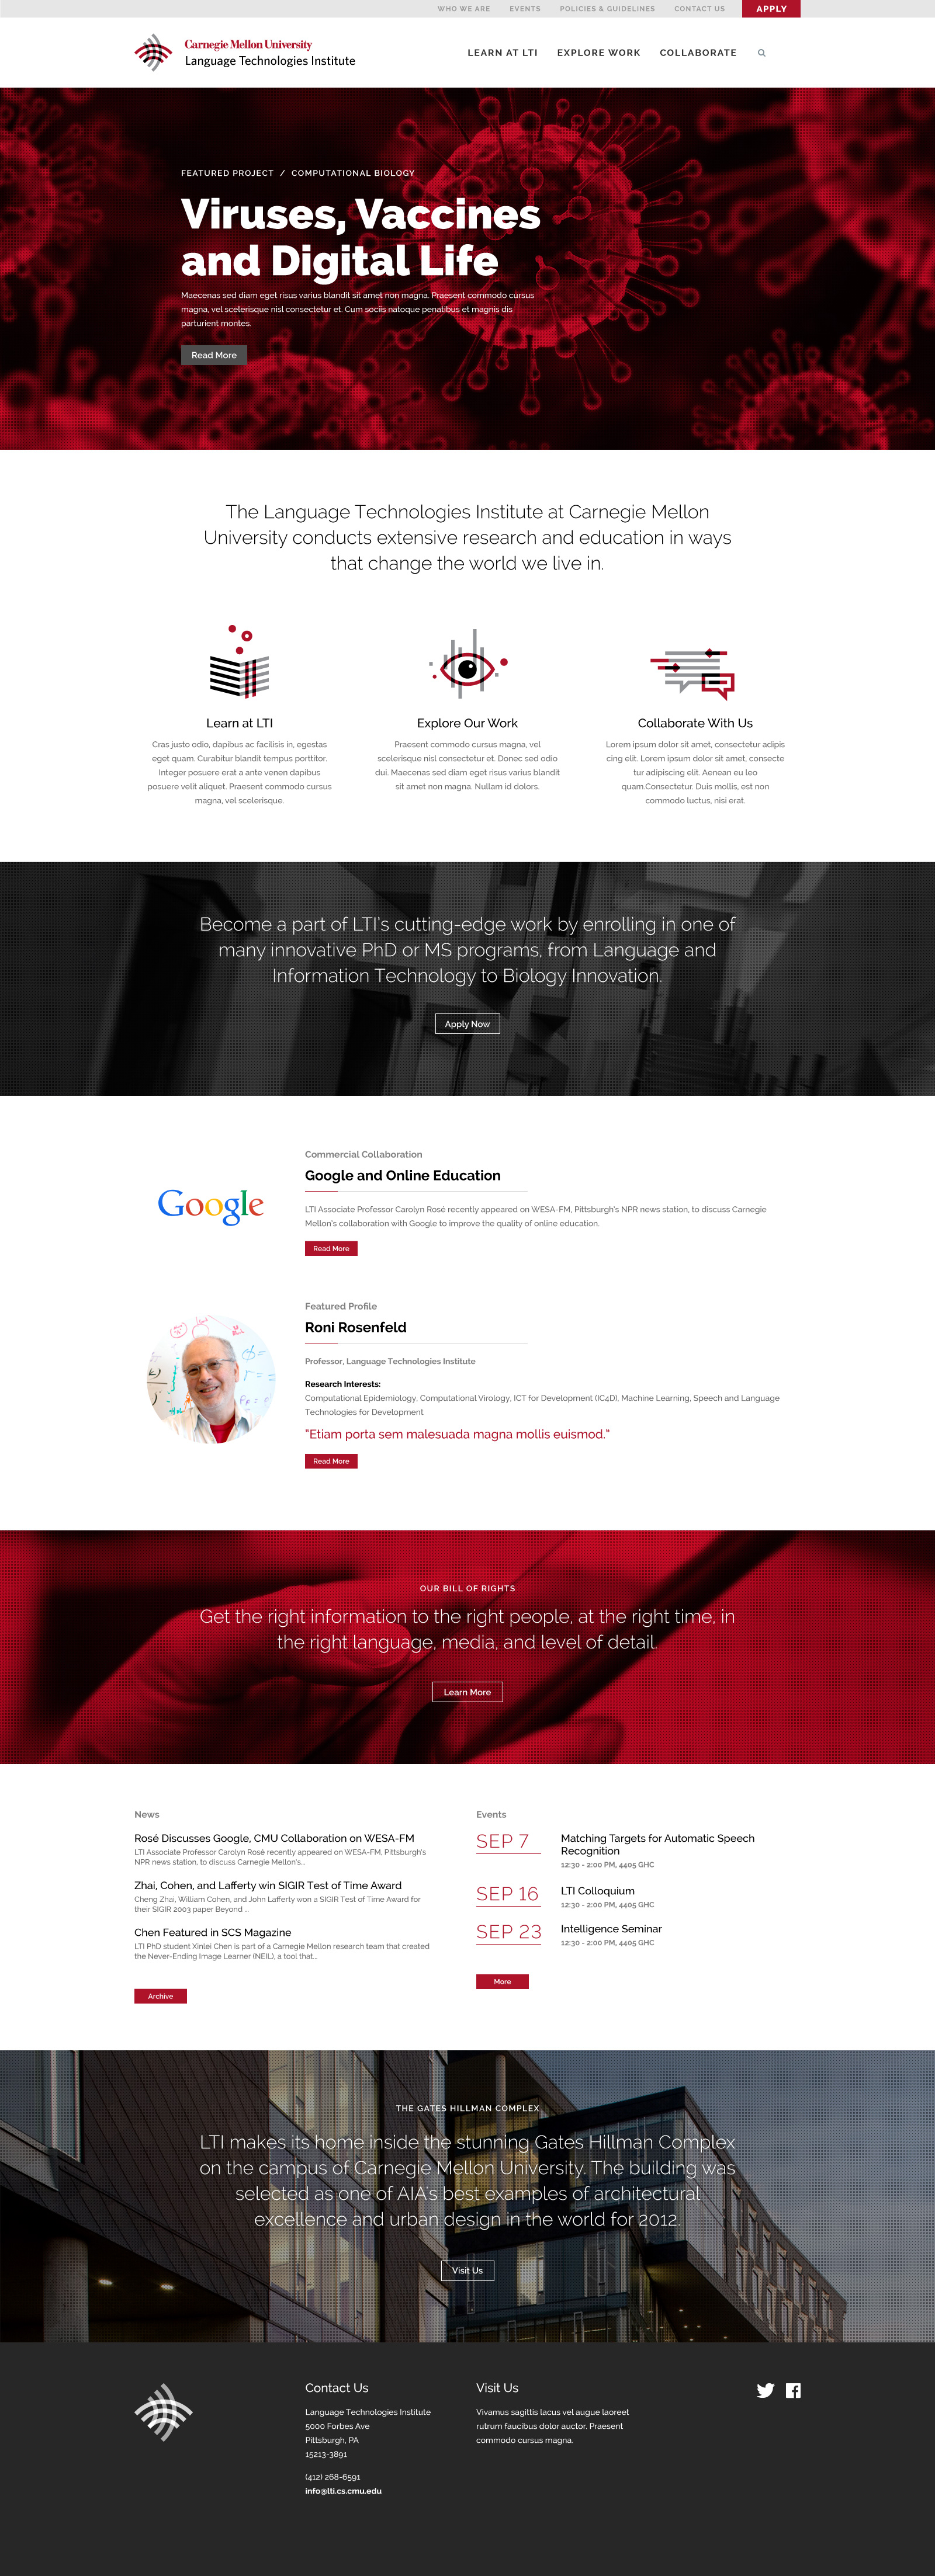 WHO WE ARE
EVENTS
POLICIES & GUIDELINES
CONTACT US
APPLY
Carnegie Mellon University
Language Technologies Institute
LEARN AT LTI
EXPLORE WORK
COLLABORATE
FEATURED PROJECT / COMPUTATIONAL BIOLOGY
Viruses, Vaccines
and Digital Life
Maecenas sed diam eget risus varius blandit sit amet non magna. Praesent commodo cursus
magna, vel scelerisque nisl consectetur et. Cum sociis natoque penatibus et magnis dis
parturient montes.
Read More
The Language Technologies Institute at Carnegie Mellon
University conducts extensive research and education in ways
that change the world we live in.
Learn at LTI
Cras justo odio, dapibus ac facilisis in, egestas
eget quam. Curabitur blandit tempus porttitor.
Integer posuere erat a ante venen dapibus
posuere velit aliquet. Praesent commodo cursus
magna, vel scelerisque.
Explore Our Work
Praesent commodo cursus magna, vel
scelerisque nisl consectetur et. Donec sed odio
dui. Maecenas sed diam eget risus varius blandit
sit amet non magna. Nullam id dolors.
Collaborate With Us
Lorem ipsum dolor sit amet, consectetur adipis
cing elit. Lorem ipsum dolor sit amet, consecte
tur adipiscing elit. Aenean eu leo
quam.Consectetur. Duis mollis, est non
commodo luctus, nisi erat.
Become a part of LTI's cutting-edge work by enrolling in one of
many innovative PhD or MS programs, from Language and
Information Technology to Biology Innovation.
Apply Now
Google
Commercial Collaboration
Google and Online Education
LTI Associate Professor Carolyn Rosé recently appeared on WESA-FM, Pittsburgh's NPR news station, to discuss Carnegie
Mellon's collaboration with Google to improve the quality of online education.
Read More
Featured Profile
Roni Rosenfeld
Professor, Language Technologies Institute
Research Interests:
Computational Epidemiology, Computational Virology, ICT for Development (IC4D), Machine Learning, Speech and Language
Technologies for Development
"Etiam porta sem malesuada magna mollis euismod."
Read More
OUR BILL OF RIGHTS
Get the right information to the right people, at the right time, in
the right language, media, and level of detail.
Learn More
News
Rosé Discusses Google, CMU Collaboration on WESA-FM
LTI Associate Professor Carolyn Rosé recently appeared on WESA-FM, Pittsburgh's
NPR news station, to discuss Carnegie Mellon's...
Zhai, Cohen, and Lafferty win SIGIR Test of Time Award
Cheng Zhai, William Cohen, and John Lafferty won a SIGIR Test of Time Award for
their SIGIR 2003 paper Beyond ...
Chen Featured in SCS Magazine
LTI PhD student Xinlei Chen is part of a Carnegie Mellon research team that created
the Never-Ending Image Learner (NEIL), a tool that...
Archive
Events
SEP 7
Matching Targets for Automatic Speech
Recognition
12:30 - 2:00 PM, 4405 GHC
SEP 16
LTI Colloquium
12:30 - 2:00 PM, 4405 GHC
SEP 23
Intelligence Seminar
12:30 - 2:00 PM, 4405 GHC
More
THE GATES HILLMAN COMPLEX
LTI makes its home inside the stunning Gates Hillman Complex
on the campus of Carnegie Mellon University. The building was
selected as one of AIA's best examples of architectural
excellence and urban design in the world for 2012.
Visit Us
Contact Us
Language Technologies Institute
5000 Forbes Ave
Pittsburgh, PA
15213-3891
(412) 268-6591
info@lti.cs.cmu.edu
Visit Us
Vivamus sagittis lacus vel augue laoreet
rutrum faucibus dolor auctor. Praesent
commodo cursus magna.